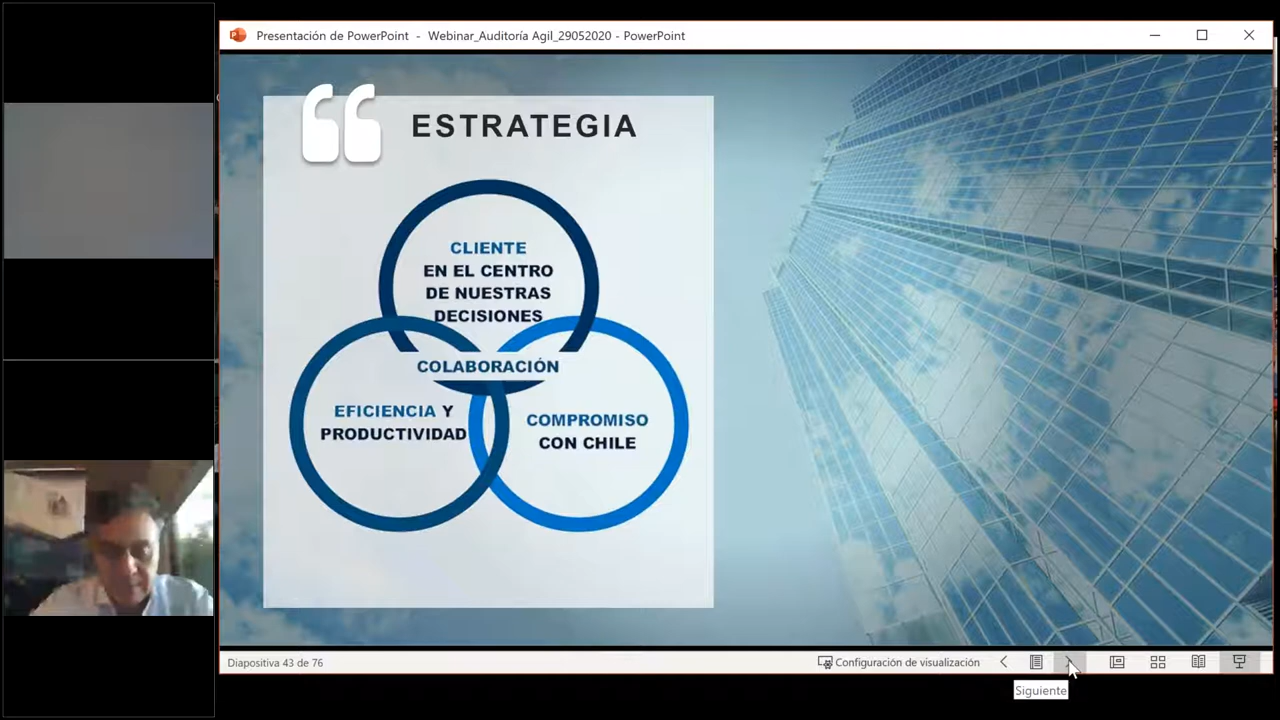 Presentación de PowerPoint - Webinar_Auditoría Agil_29052020 - PowerPoint
ESTRATEGIA
CLIENTE
EN EL CENTRO
DE NUESTRAS
DECISIONES
COLABORACIÓN
EFICIENCIA Y
PRODUCTIVIDAD
COMPROMISO
CON CHILE
Diapositiva 43 de 76
Configuración de visualización
Siguiente